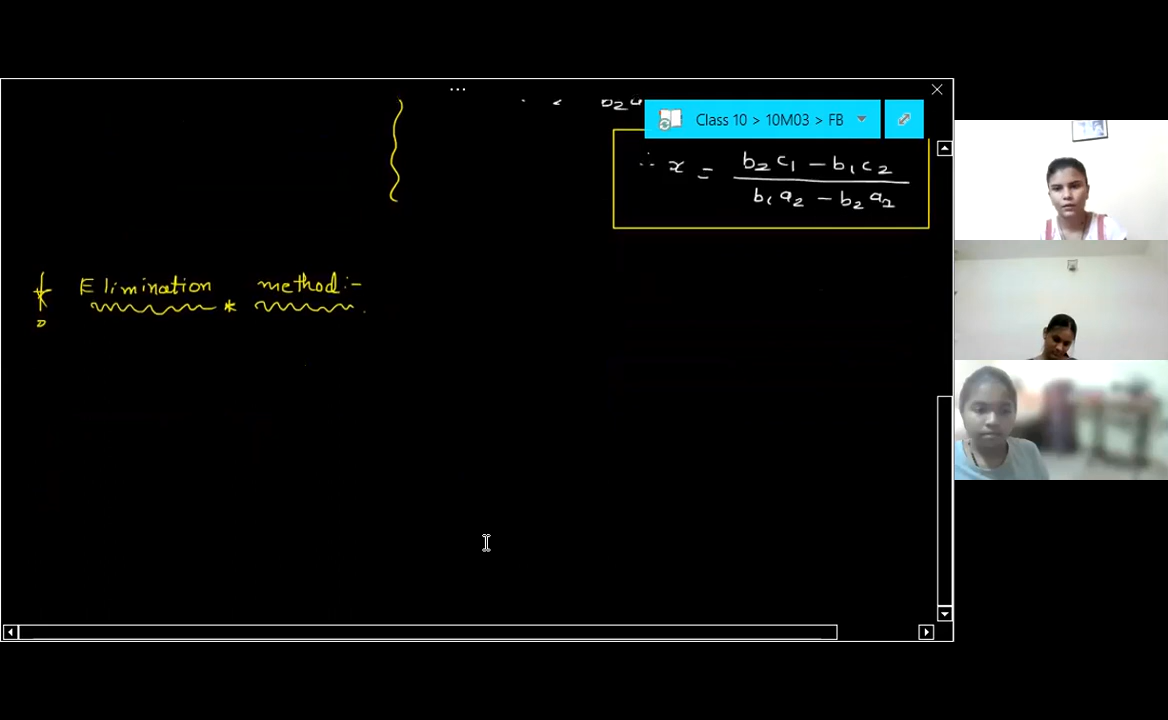 Class 10 > 10M03 > FB
∴ x = (b₂c₁ − b₁c₂) / (b₁a₂ − b₂a₁)
Elimination method:-